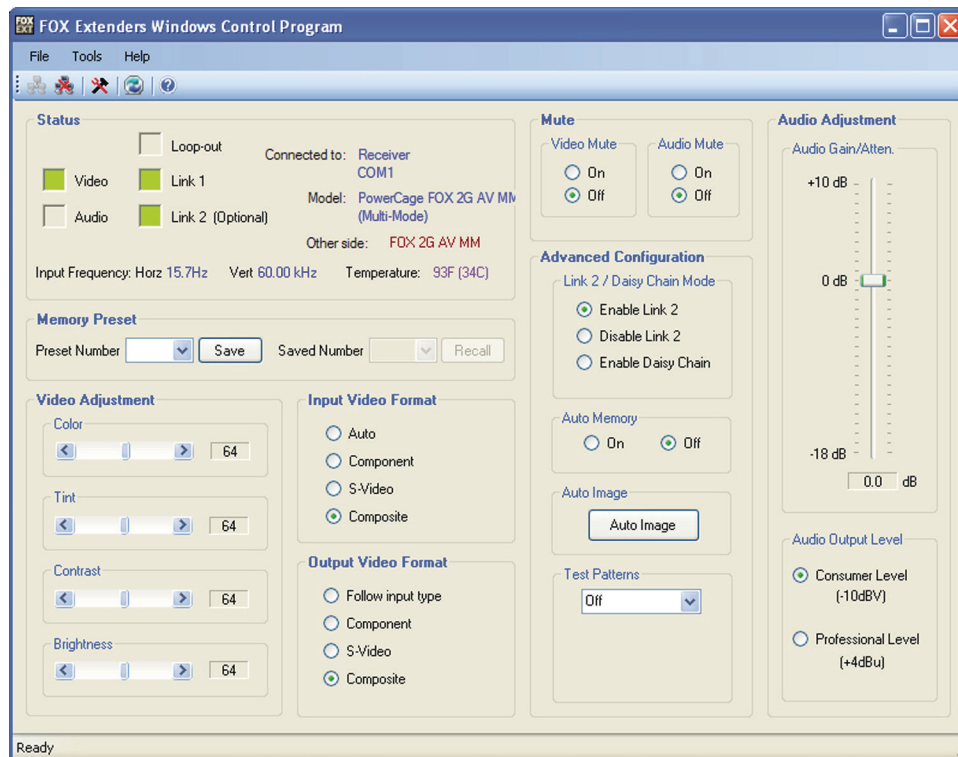 FOX EXT FOX Extenders Windows Control Program
File Tools Help
Status
Loop-out
Video
Link 1
Audio
Link 2 (Optional)
Connected to: Receiver
COM1
Model: PowerCage FOX 2G AV MM
(Multi-Mode)
Other side: FOX 2G AV MM
Input Frequency: Horz 15.7Hz Vert 60.00 kHz Temperature: 93F (34C)
Memory Preset
Preset Number Save Saved Number Recall
Video Adjustment
Color
64
Tint
64
Contrast
64
Brightness
64
Input Video Format
Auto
Component
S-Video
Composite
Output Video Format
Follow input type
Component
S-Video
Composite
Mute
Video Mute
On
Off
Audio Mute
On
Off
Advanced Configuration
Link 2 / Daisy Chain Mode
Enable Link 2
Disable Link 2
Enable Daisy Chain
Auto Memory
On Off
Auto Image
Auto Image
Test Patterns
Off
Audio Adjustment
Audio Gain/Atten.
+10 dB
0 dB
-18 dB
0.0 dB
Audio Output Level
Consumer Level
(-10dBV)
Professional Level
(+4dBu)
Ready